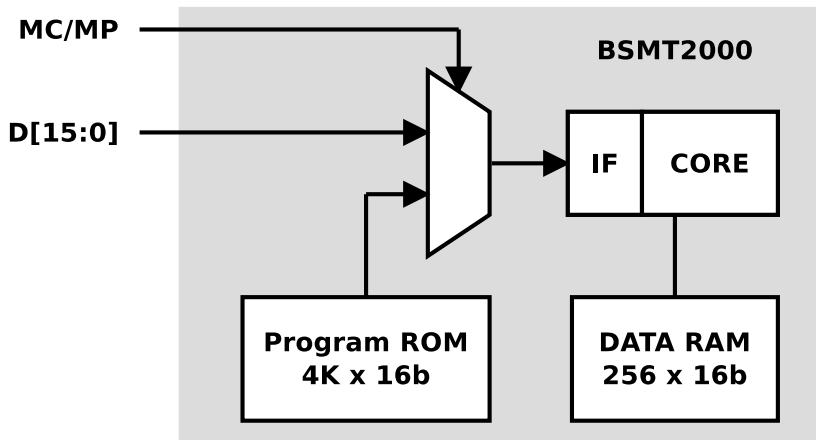 MC/MP
BSMT2000
D[15:0]
IF
CORE
Program ROM
4K x 16b
DATA RAM
256 x 16b